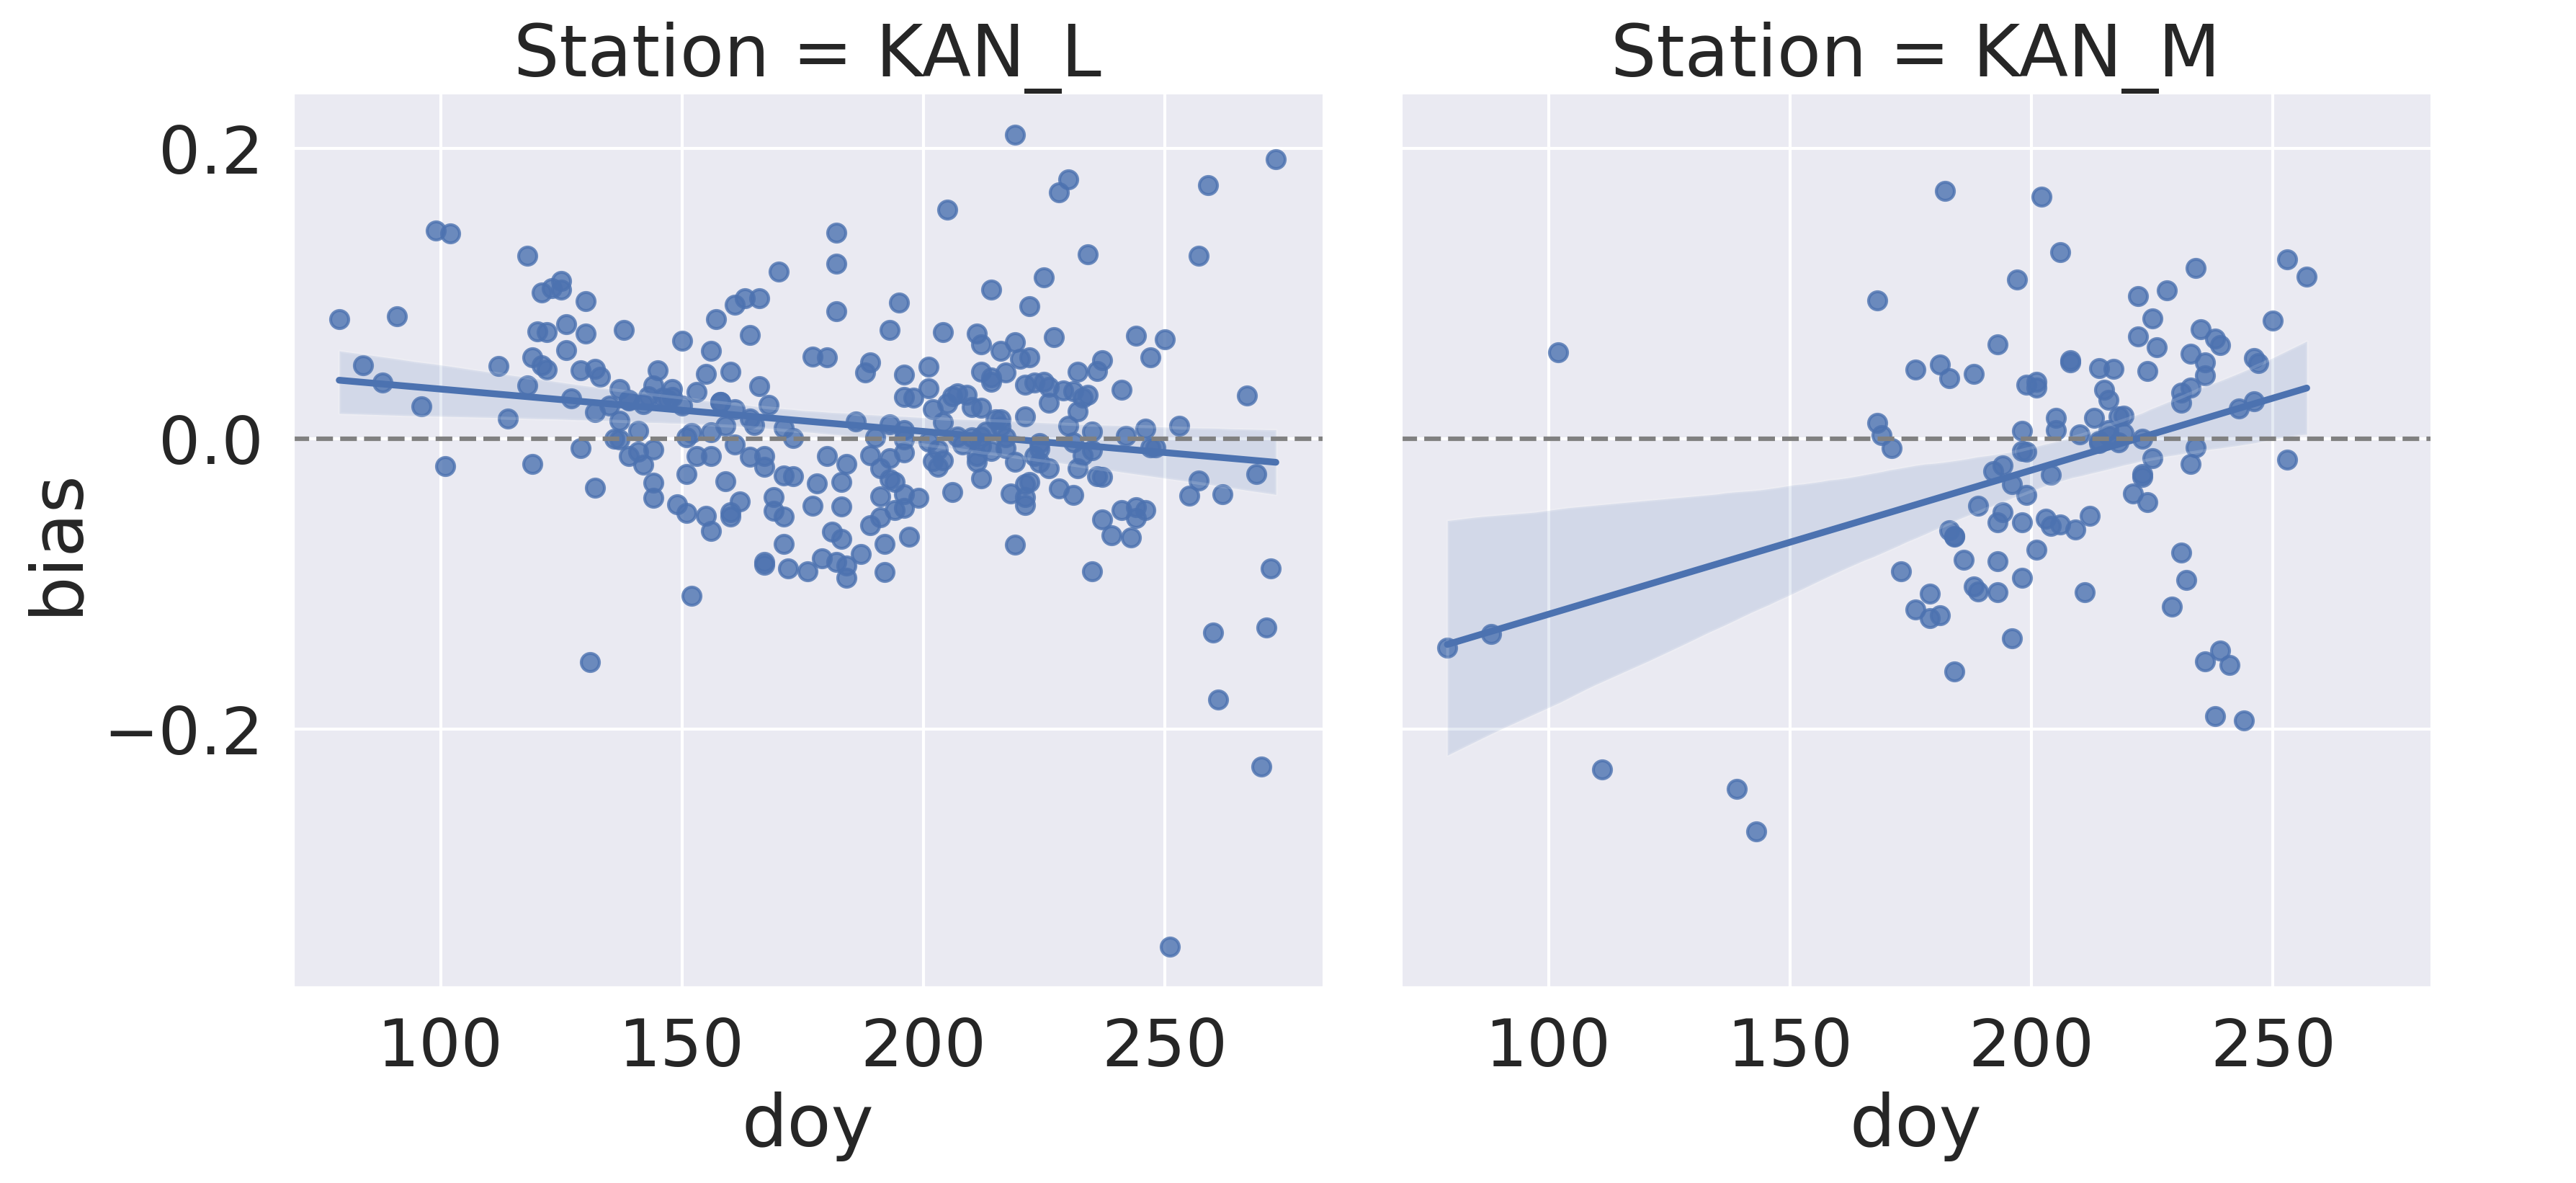 Station = KAN_L
Station = KAN_M
0.2
0.0
−0.2
bias
100 150 200 250
100 150 200 250
doy
doy